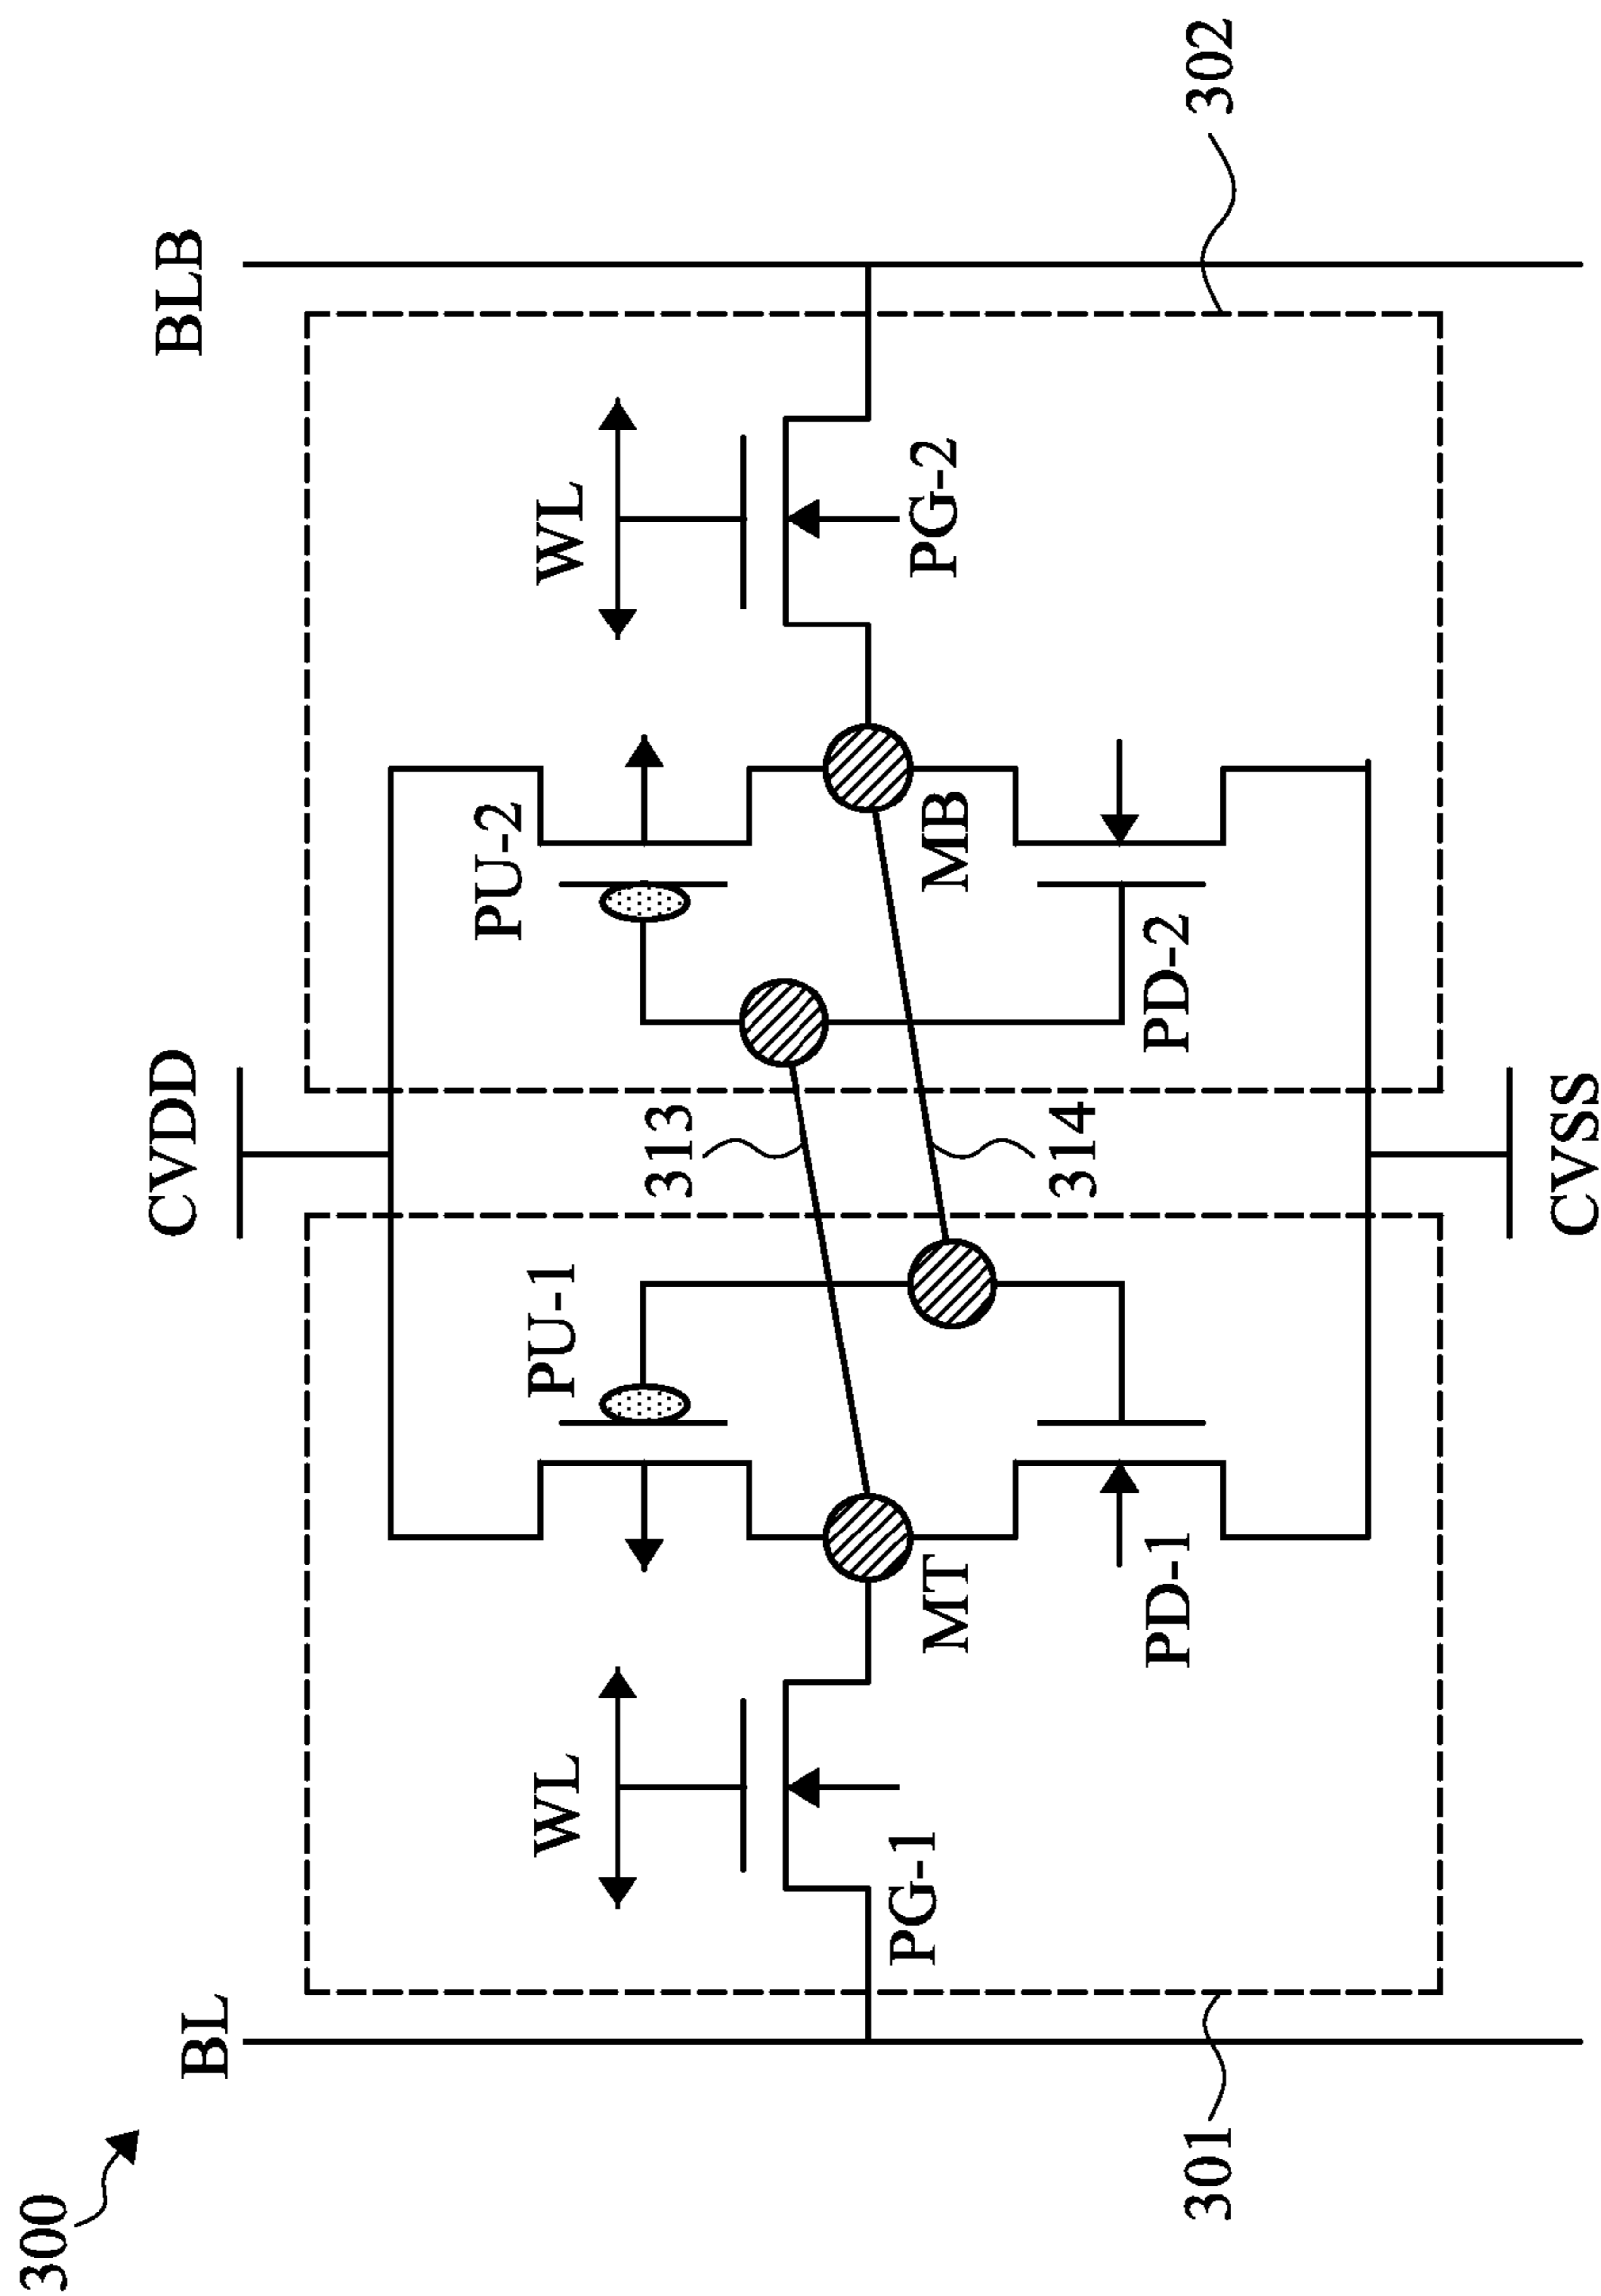 300
BL
CVDD
BLB
WL
PU-1
PU-2
WL
313
PG-1
MT
314
MB
PG-2
PD-1
PD-2
301
302
CVSS